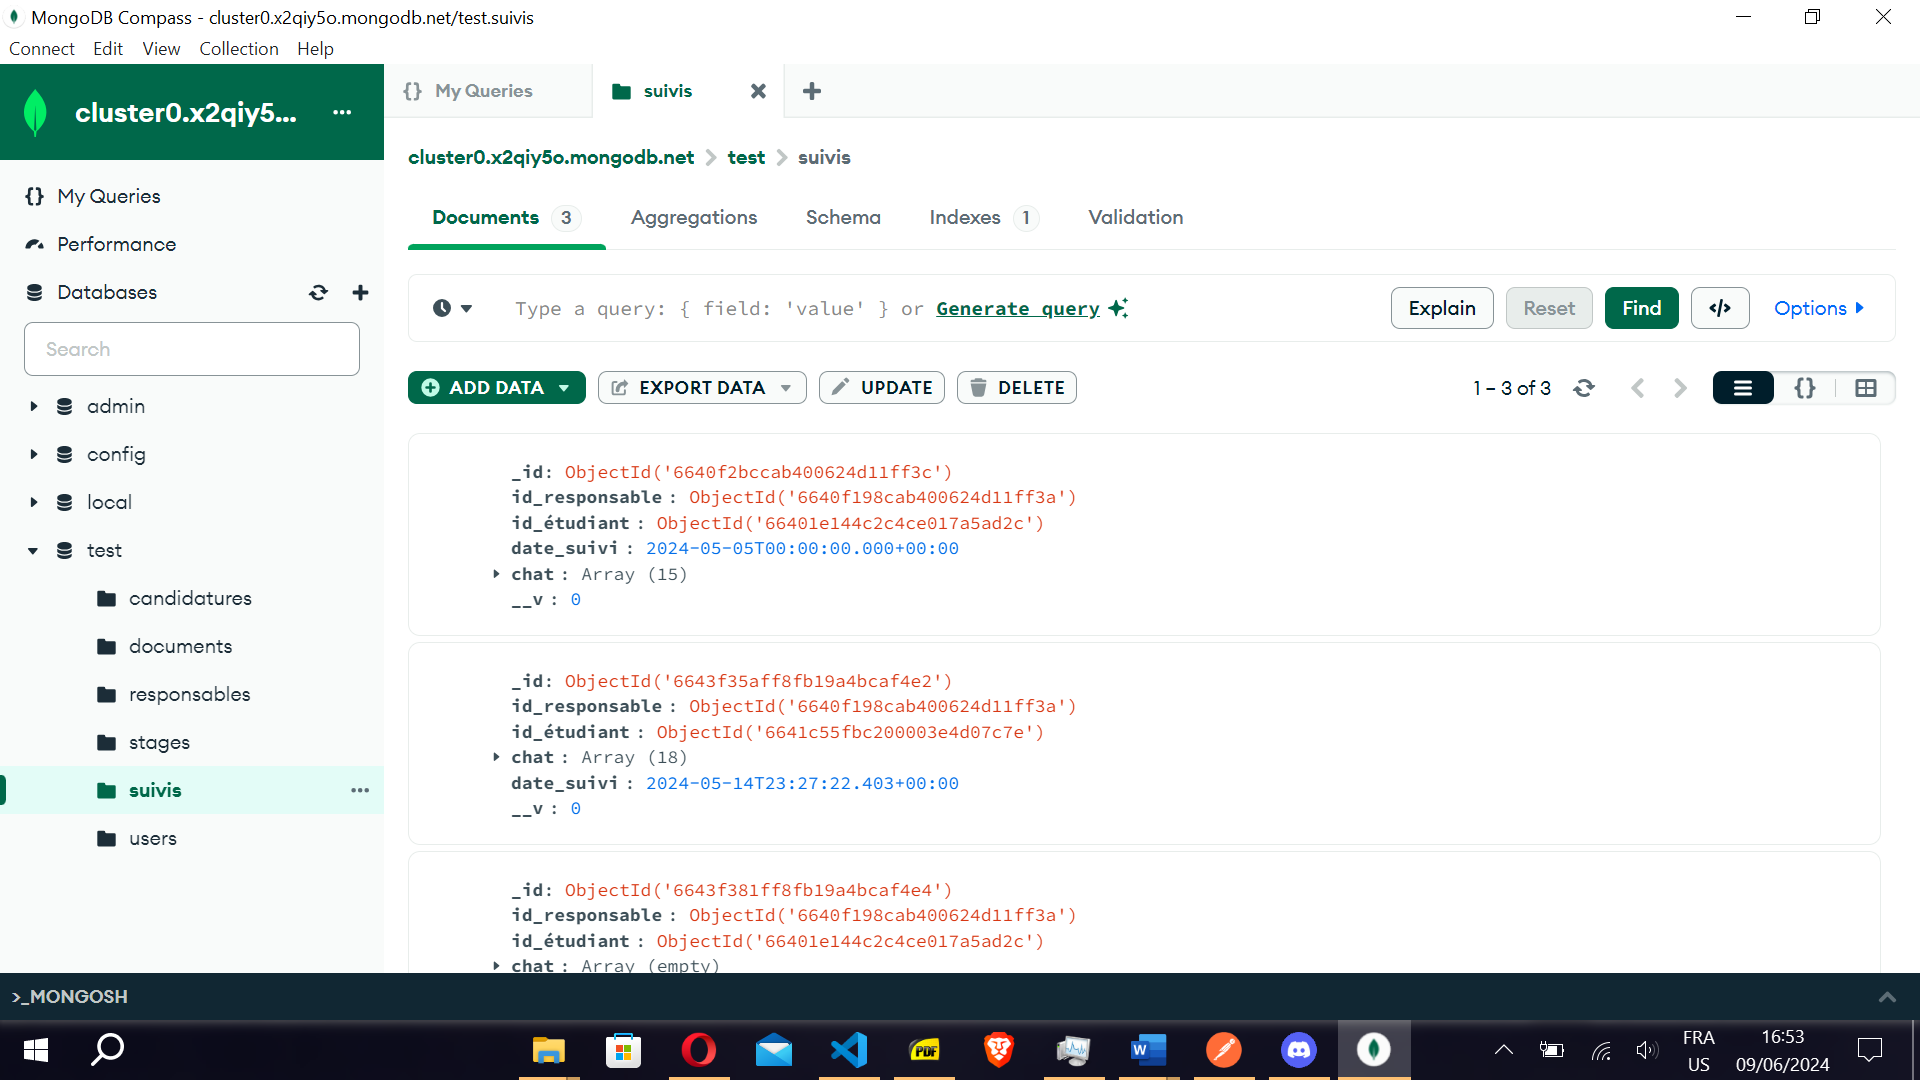 MongoDB Compass - cluster0.x2qiy5o.mongodb.net/test.suivis
Connect Edit View Collection Help
cluster0.x2qiy5...
My Queries
Performance
Databases
Search
admin
config
local
test
candidatures
documents
responsables
stages
suivis
users
{} My Queries
suivis
cluster0.x2qiy5o.mongodb.net > test > suivis
Documents 3 Aggregations Schema Indexes 1 Validation
Type a query: { field: 'value' } or Generate query
Explain Reset Find </> Options
ADD DATA EXPORT DATA UPDATE DELETE
1 – 3 of 3 {}
_id: ObjectId('6640f2bccab400624d11ff3c')
id_responsable : ObjectId('6640f198cab400624d11ff3a')
id_étudiant : ObjectId('66401e144c2c4ce017a5ad2c')
date_suivi : 2024-05-05T00:00:00.000+00:00
chat : Array (15)
__v : 0
_id: ObjectId('6643f35aff8fb19a4bcaf4e2')
id_responsable : ObjectId('6640f198cab400624d11ff3a')
id_étudiant : ObjectId('6641c55fbc200003e4d07c7e')
chat : Array (18)
date_suivi : 2024-05-14T23:27:22.403+00:00
__v : 0
_id: ObjectId('6643f381ff8fb19a4bcaf4e4')
id_responsable : ObjectId('6640f198cab400624d11ff3a')
id_étudiant : ObjectId('66401e144c2c4ce017a5ad2c')
chat : Array (empty)
>_MONGOSH
PDF
W
FRA
US
16:53
09/06/2024